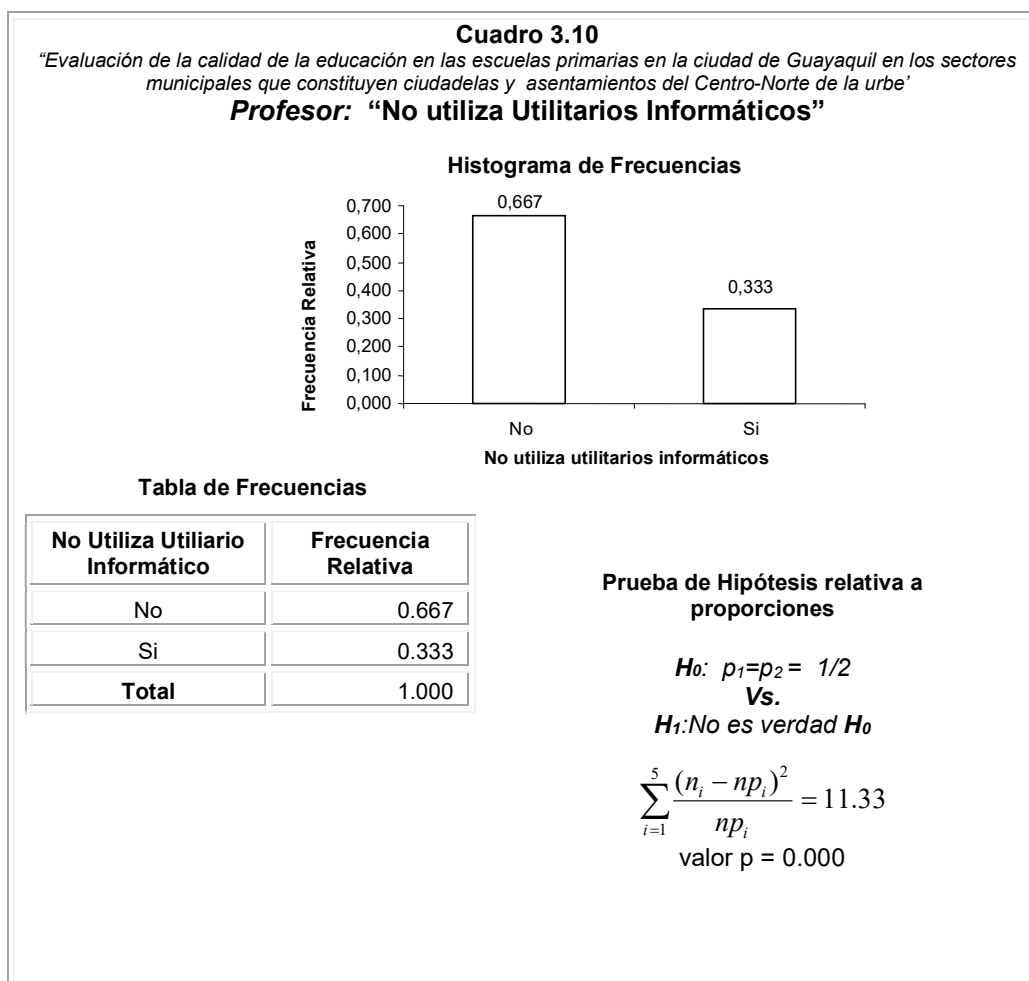 Cuadro 3.10
“Evaluación de la calidad de la educación en las escuelas primarias en la ciudad de Guayaquil en los sectores
municipales que constituyen ciudadelas y asentamientos del Centro-Norte de la urbe’
Profesor: “No utiliza Utilitarios Informáticos”
Histograma de Frecuencias
Frecuencia Relativa
0,700
0,600
0,500
0,400
0,300
0,200
0,100
0,000
0,667
0,333
No Si
No utiliza utilitarios informáticos
Tabla de Frecuencias
No Utiliza Utiliario Informático | Frecuencia Relativa
No 0.667
Si 0.333
Total 1.000
Prueba de Hipótesis relativa a
proporciones
H0: p1=p2 = 1/2
Vs.
H1:No es verdad H0
\sum_{i=1}^{5} \frac{(n_i - np_i)^2}{np_i} = 11.33
valor p = 0.000